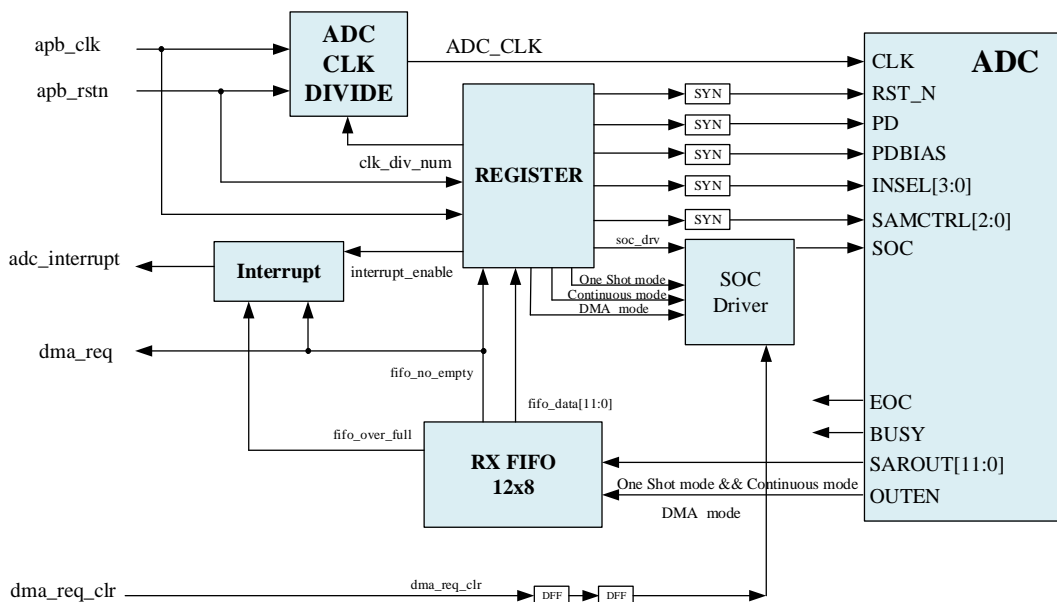 apb_clk
apb_rstn
ADC
CLK
DIVIDE
ADC_CLK
clk_div_num
REGISTER
SYN
SYN
SYN
SYN
SYN
ADC
CLK
RST_N
PD
PDBIAS
INSEL[3:0]
SAMCTRL[2:0]
SOC
soc_drv
adc_interrupt
Interrupt
interrupt_enable
One Shot mode
Continuous mode
DMA mode
SOC
Driver
dma_req
fifo_no_empty
fifo_data[11:0]
fifo_over_full
RX FIFO
12x8
EOC
BUSY
SAROUT[11:0]
One Shot mode && Continuous mode
OUTEN
DMA mode
dma_req_clr
dma_req_clr
DFF
DFF